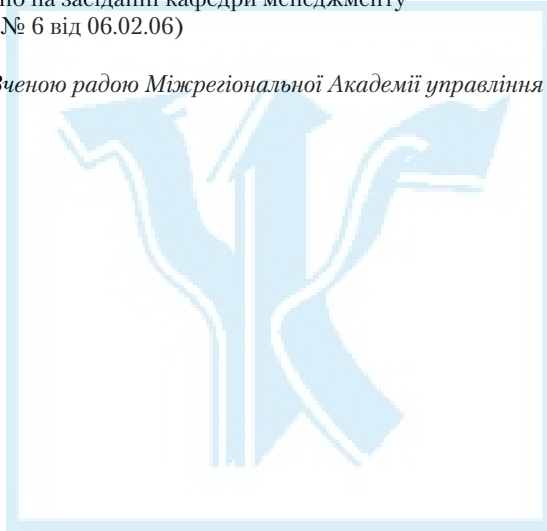 но на засіданні кафедри менеджменту
№ 6 від 06.02.06)
Вченою радою Міжрегіональної Академії управління